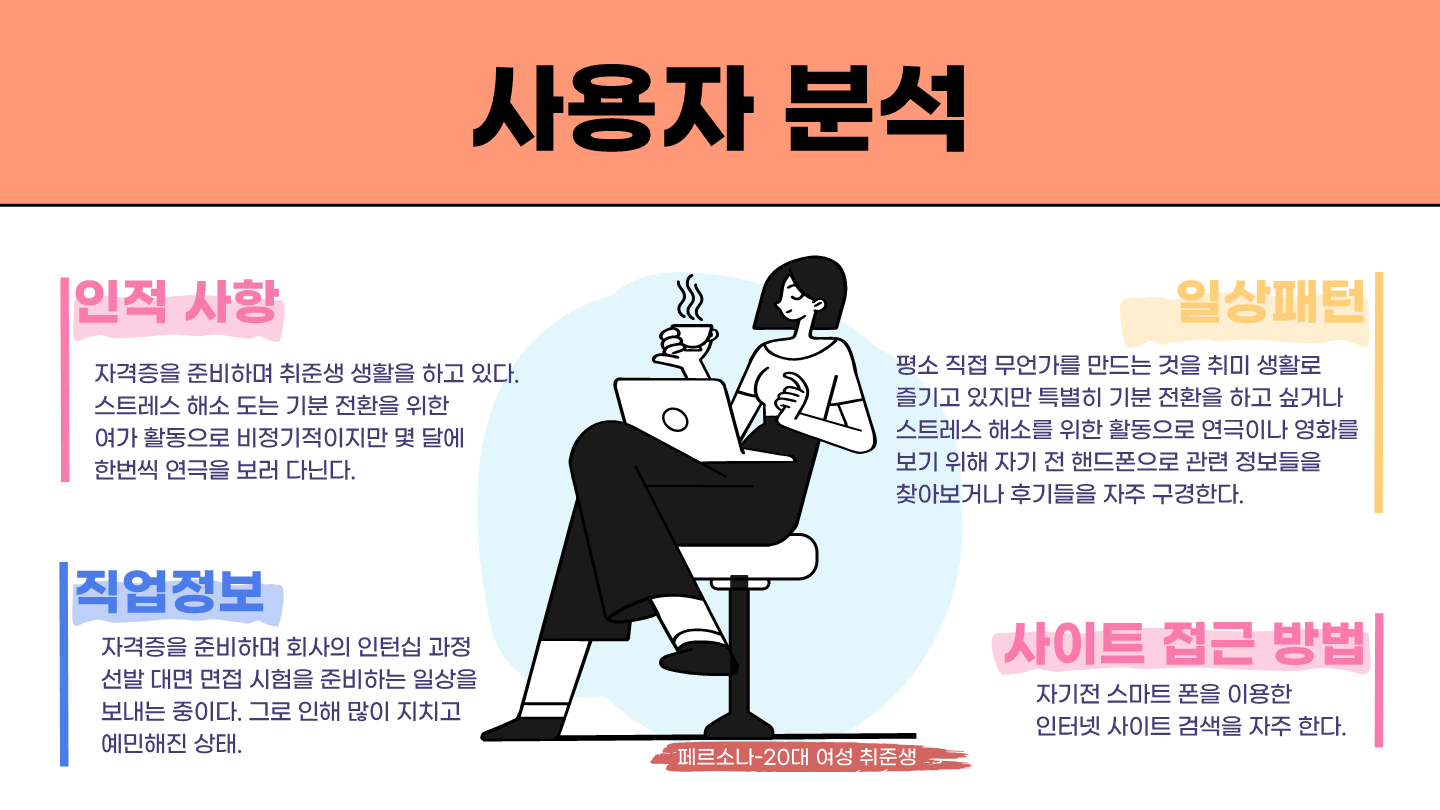 사용자 분석
인적 사항
자격증을 준비하며 취준생 생활을 하고 있다.
스트레스 해소 도는 기분 전환을 위한
여가 활동으로 비정기적이지만 몇 달에
한번씩 연극을 보러 다닌다.
직업정보
자격증을 준비하며 회사의 인턴십 과정
선발 대면 면접 시험을 준비하는 일상을
보내는 중이다. 그로 인해 많이 지치고
예민해진 상태.
일상패턴
평소 직접 무언가를 만드는 것을 취미 생활로
즐기고 있지만 특별히 기분 전환을 하고 싶거나
스트레스 해소를 위한 활동으로 연극이나 영화를
보기 위해 자기 전 핸드폰으로 관련 정보들을
찾아보거나 후기들을 자주 구경한다.
사이트 접근 방법
자기전 스마트 폰을 이용한
인터넷 사이트 검색을 자주 한다.
페르소나-20대 여성 취준생